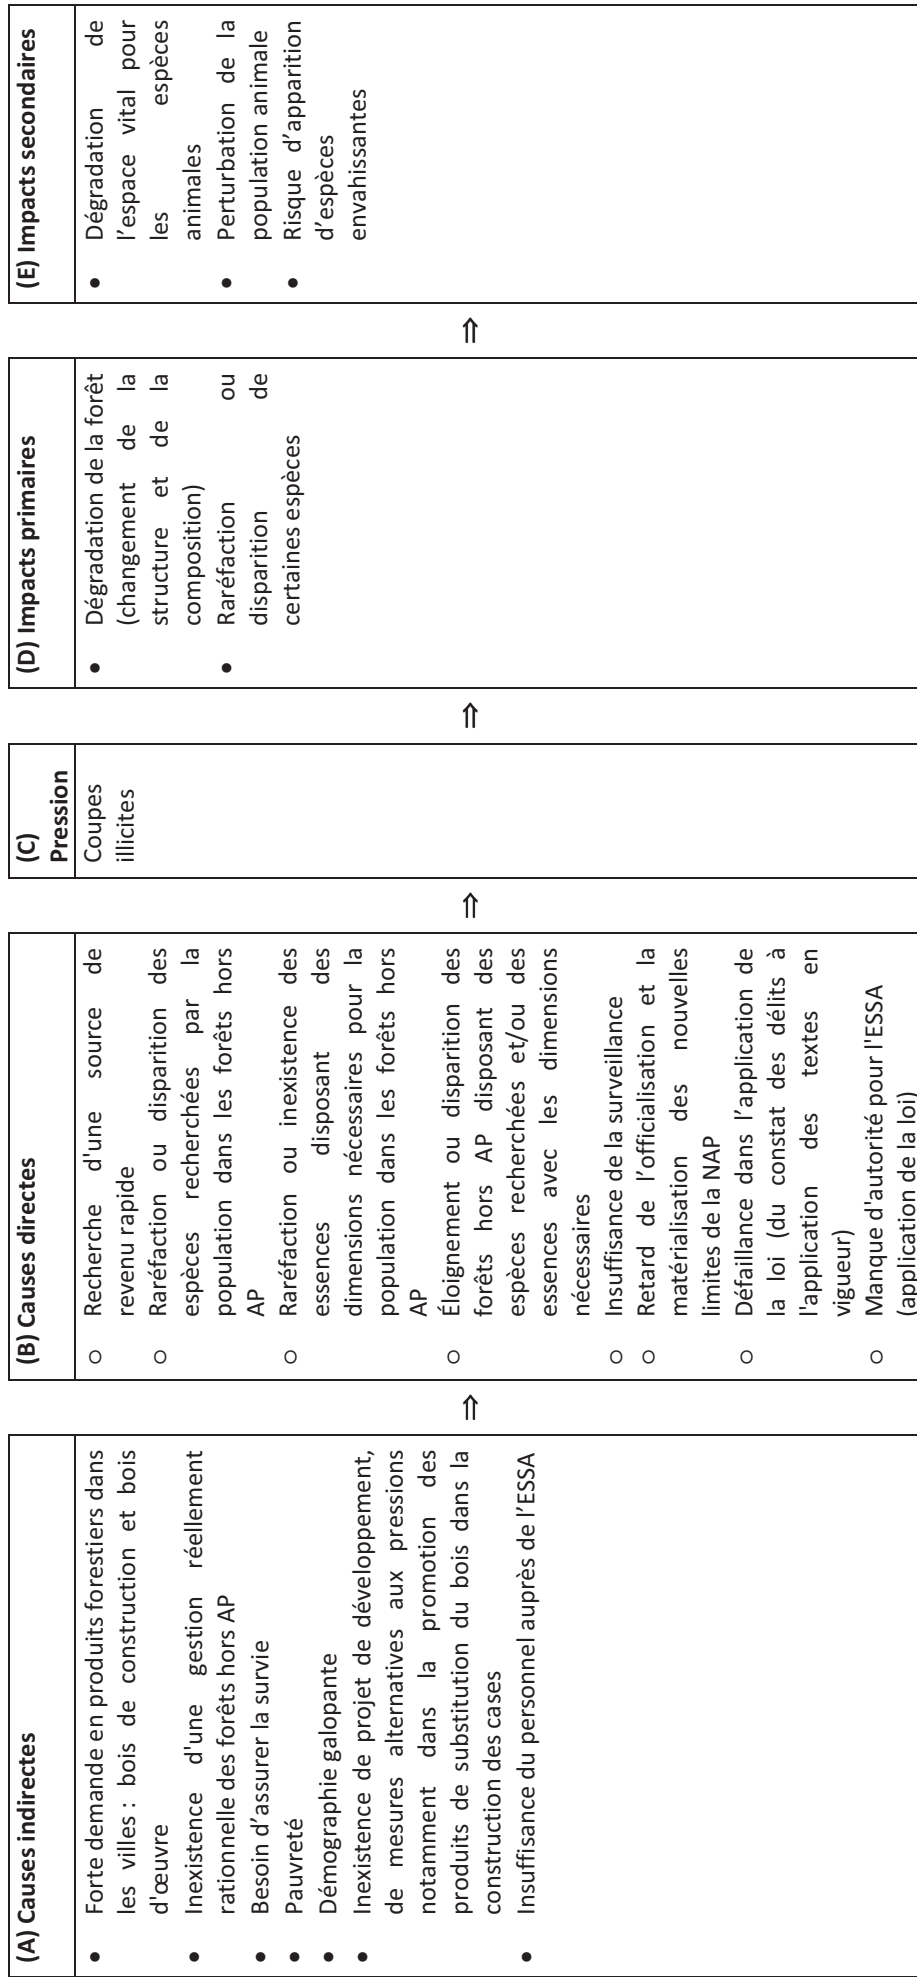 (A) Causes indirectes
• Forte demande en produits forestiers dans
les villes : bois de construction et bois
d'œuvre
• Inexistence d'une gestion réellement
rationnelle des forêts hors AP
• Besoin d'assurer la survie
• Pauvreté
• Démographie galopante
• Inexistence de projet de développement,
de mesures alternatives aux pressions
notamment dans la promotion des
produits de substitution du bois dans la
construction des cases
• Insuffisance du personnel auprès de l'ESSA
⇒
(B) Causes directes
o Recherche d'une source de
revenu rapide
o Raréfaction ou disparition des
espèces recherchées par la
population dans les forêts hors
AP
o Raréfaction ou inexistence des
essences disposant des
dimensions nécessaires pour la
population dans les forêts hors
AP
o Éloignement ou disparition des
forêts hors AP disposant des
espèces recherchées et/ou des
essences avec les dimensions
nécessaires
o Insuffisance de la surveillance
o Retard de l'officialisation et la
matérialisation des nouvelles
limites de la NAP
o Défaillance dans l'application de
la loi (du constat des délits à
l'application des textes en
vigueur)
o Manque d'autorité pour l'ESSA
(application de la loi)
⇒
(C)
Pression
Coupes
illicites
⇒
(D) Impacts primaires
• Dégradation de la forêt
(changement de la
structure et de la
composition)
• Raréfaction ou
disparition de
certaines espèces
⇒
(E) Impacts secondaires
• Dégradation de
l'espace vital pour
les espèces
animales
• Perturbation de la
population animale
• Risque d'apparition
d'espèces
envahissantes